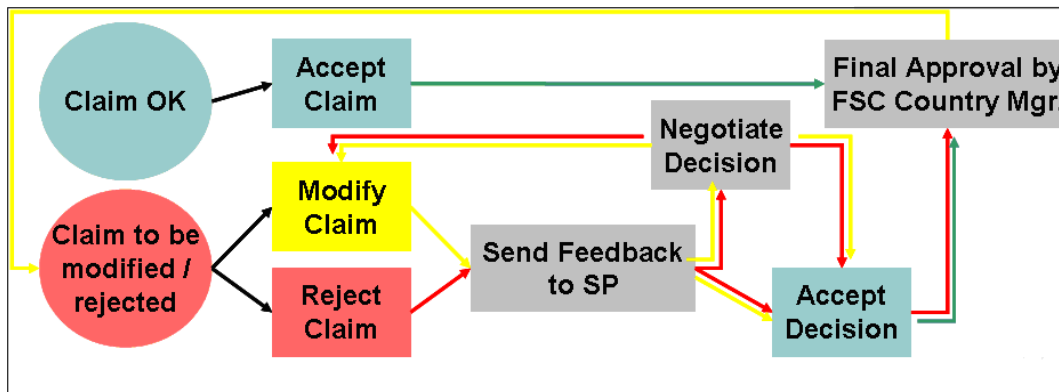 Claim OK
Accept
Claim
Final Approval by
FSC Country Mgr.
Negotiate
Decision
Modify
Claim
Claim to be
modified /
rejected
Send Feedback
to SP
Reject
Claim
Accept
Decision